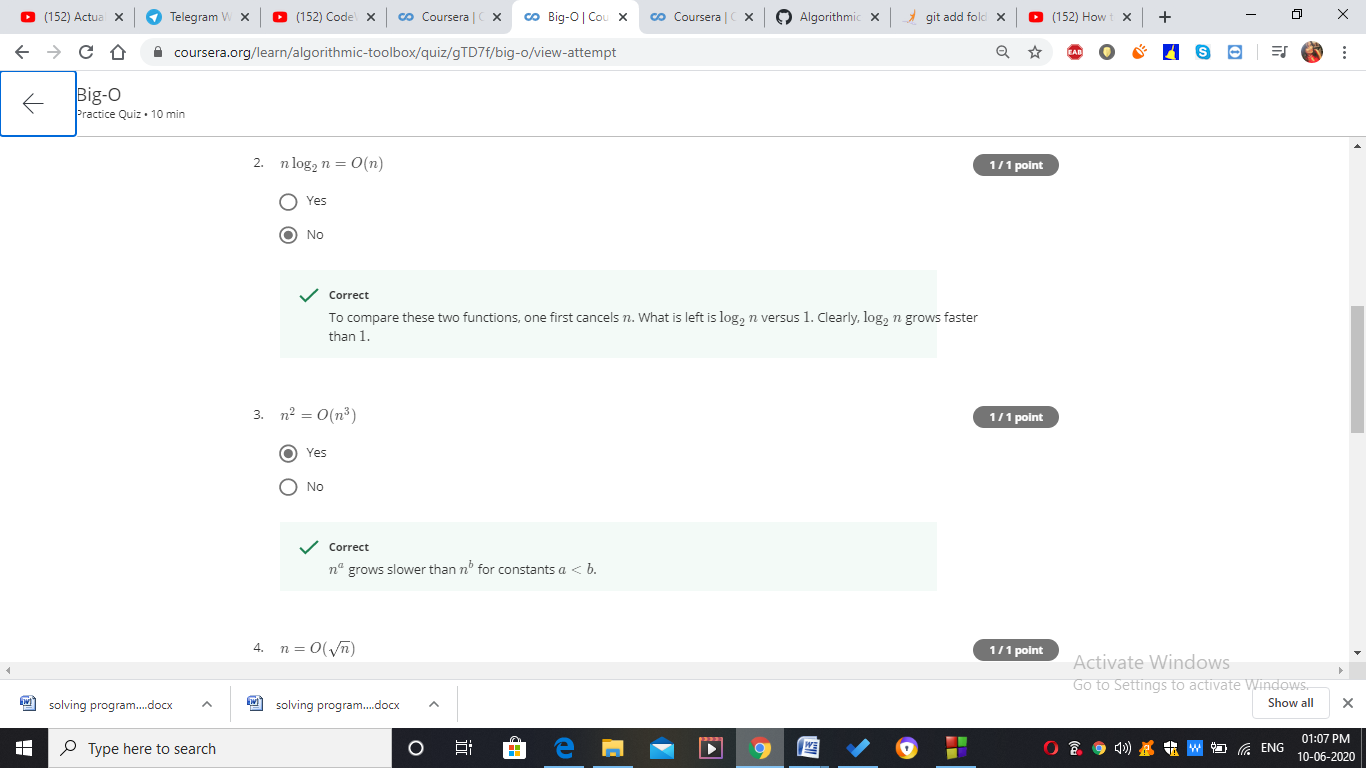 (152) Actua
Telegram W
(152) Code
Coursera |
Big-O | Cou
Coursera |
Algorithmic
git add fold
(152) How t
coursera.org/learn/algorithmic-toolbox/quiz/gTD7f/big-o/view-attempt
EAB
Big-O
Practice Quiz • 10 min
2. n log₂ n = O(n)
1 / 1 point
Yes
No
Correct
To compare these two functions, one first cancels n. What is left is log₂ n versus 1. Clearly, log₂ n grows faster
than 1.
3. n² = O(n³)
1 / 1 point
Yes
No
Correct
nᵃ grows slower than nᵇ for constants a < b.
4. n = O(√n)
1 / 1 point
Activate Windows
Go to Settings to activate Windows.
solving program....docx
solving program....docx
Show all
Type here to search
ENG
01:07 PM
10-06-2020